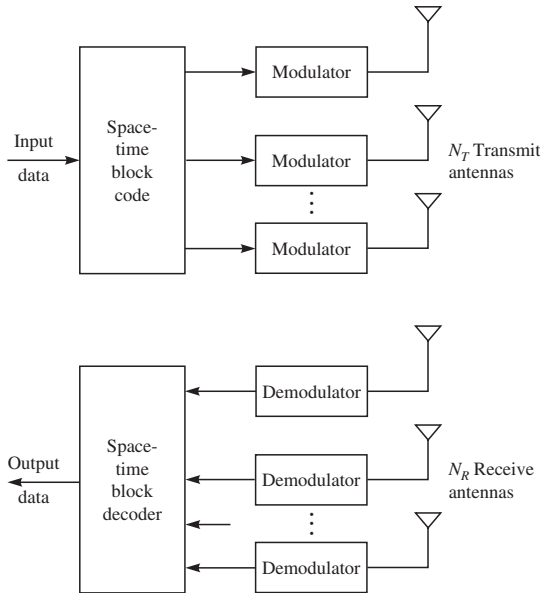 Modulator
Input
data
Space-
time
block
code
Modulator
N_T Transmit
antennas
Modulator
Demodulator
Output
data
Space-
time
block
decoder
Demodulator
N_R Receive
antennas
Demodulator